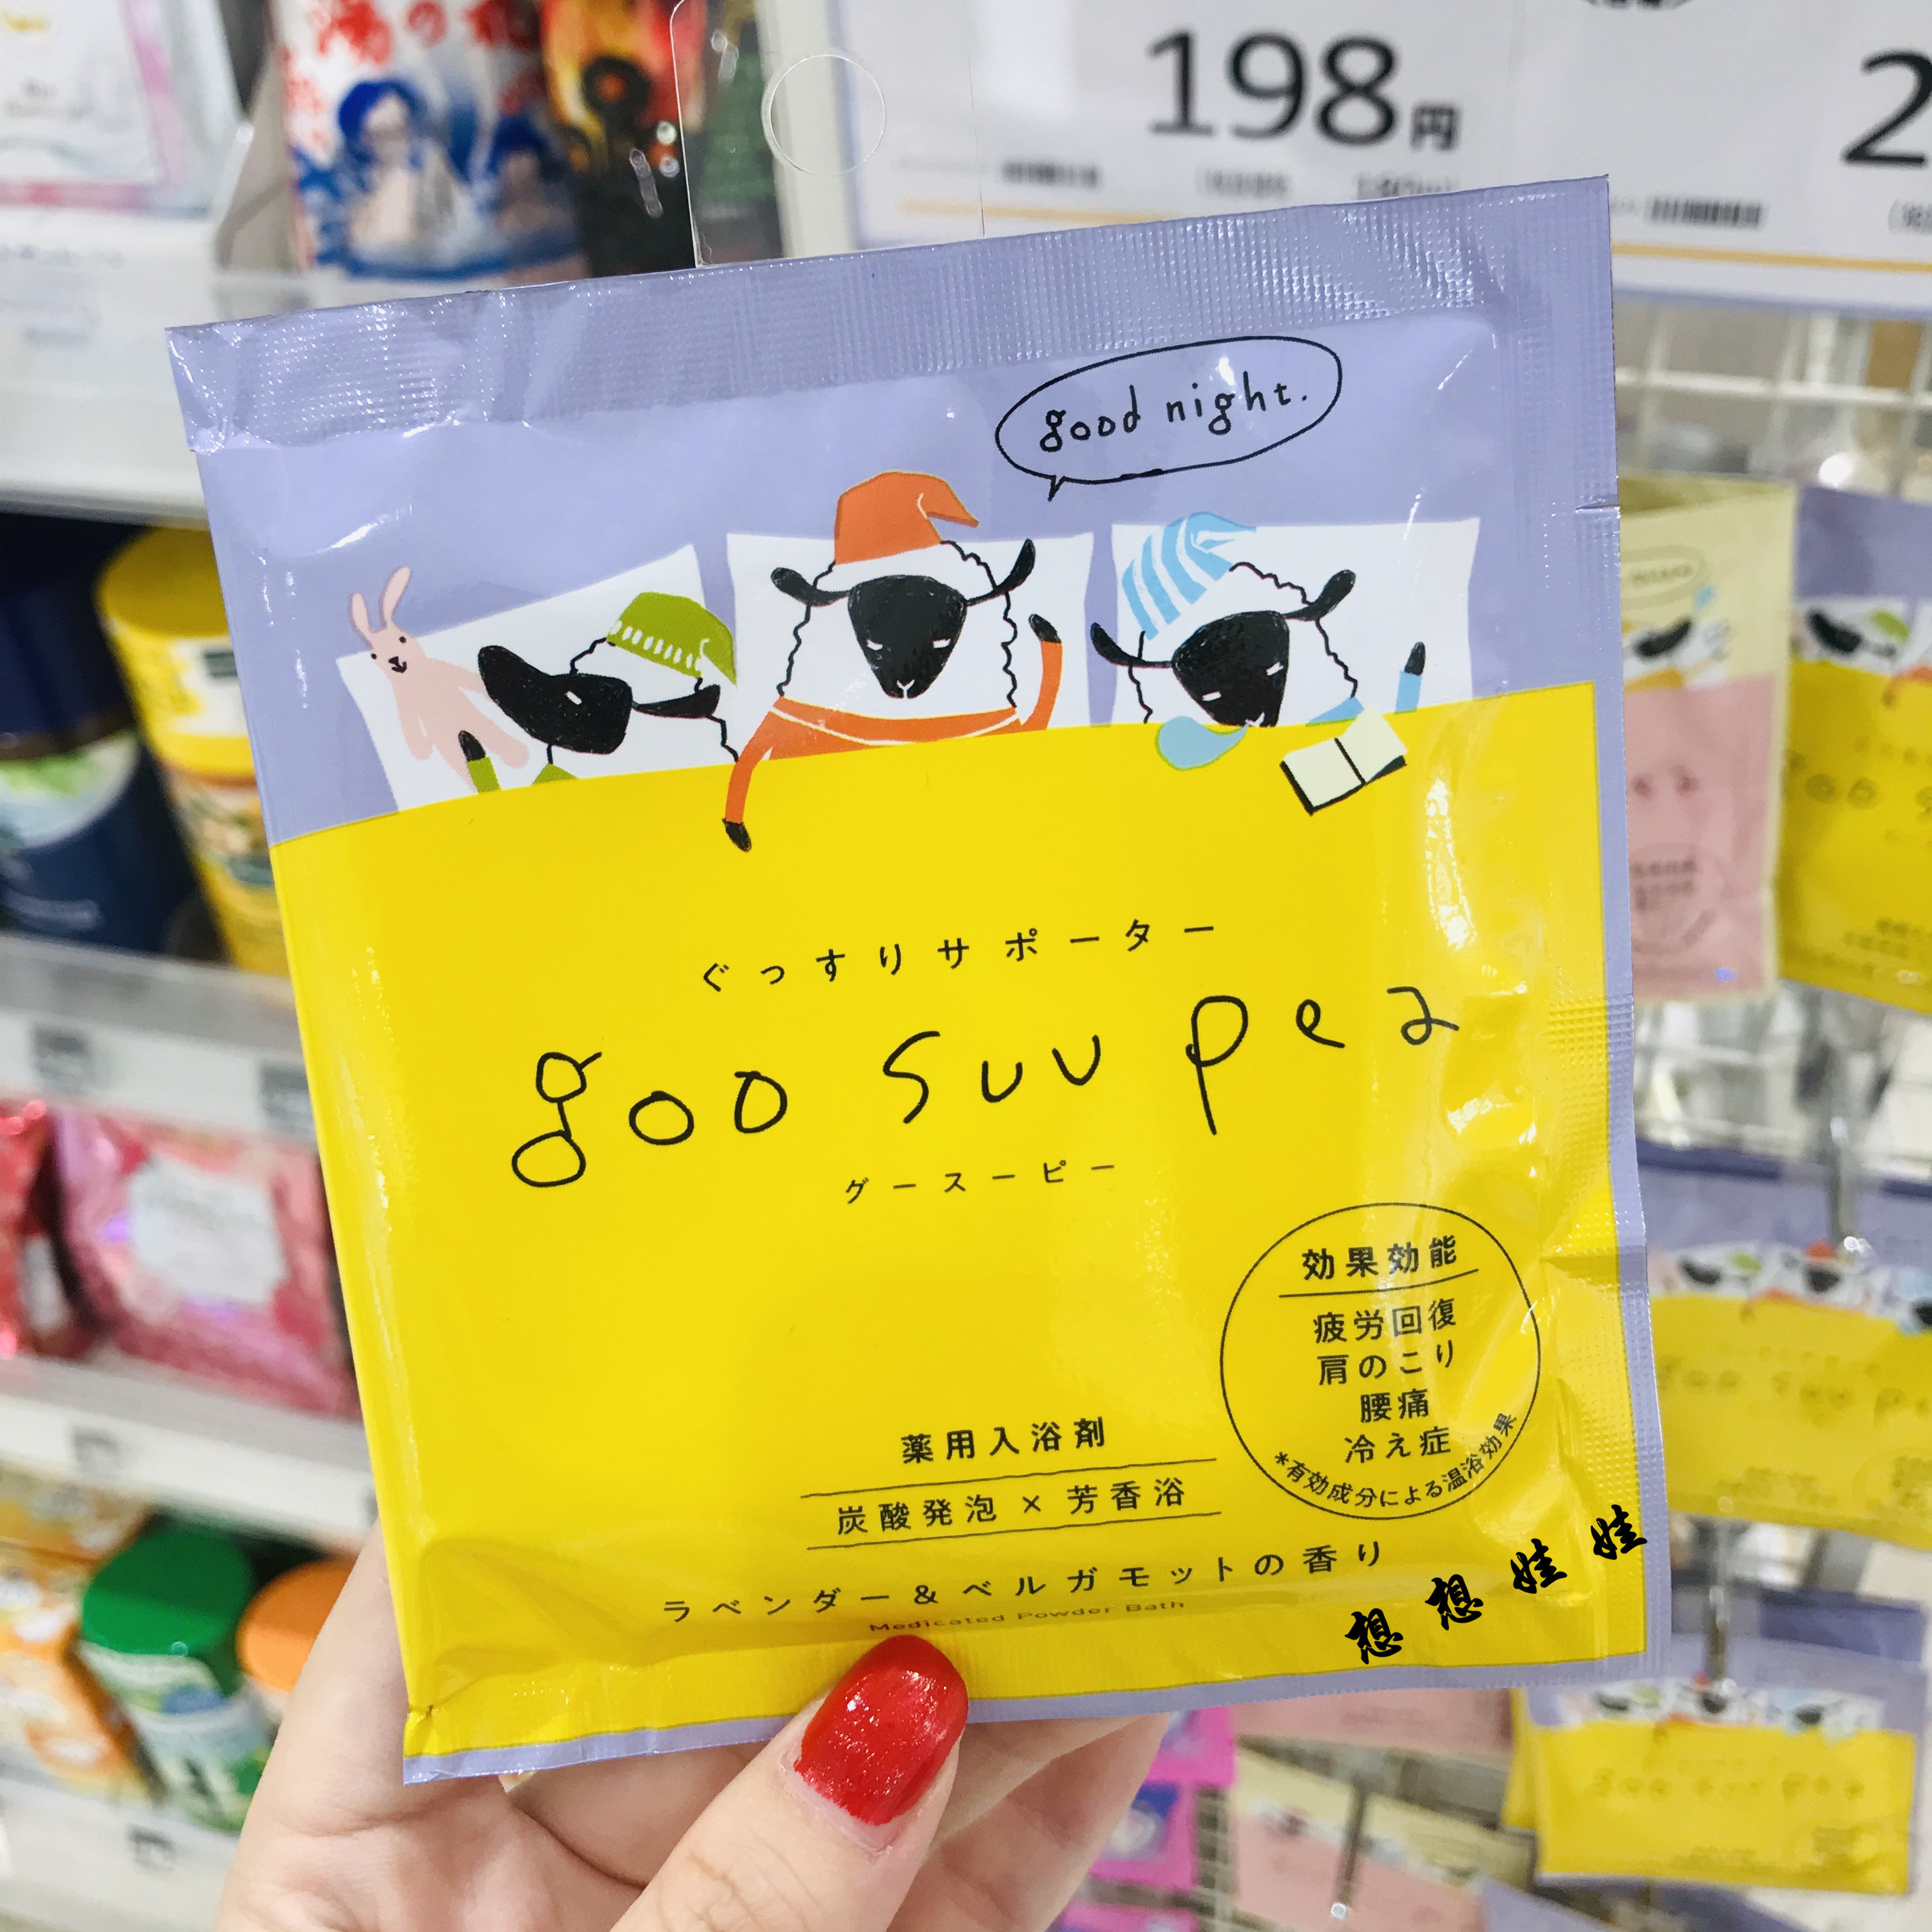 湯の
198円
2
good night.
ぐっすりサポーター
goo suu pea
グースーピー
効果効能
疲労回復
肩のこり
腰痛
冷え症
*有効成分による温浴効果
薬用入浴剤
炭酸発泡×芳香浴
ラベンダー&ベルガモットの香り
Medicated Powder Bath
想想娃娃